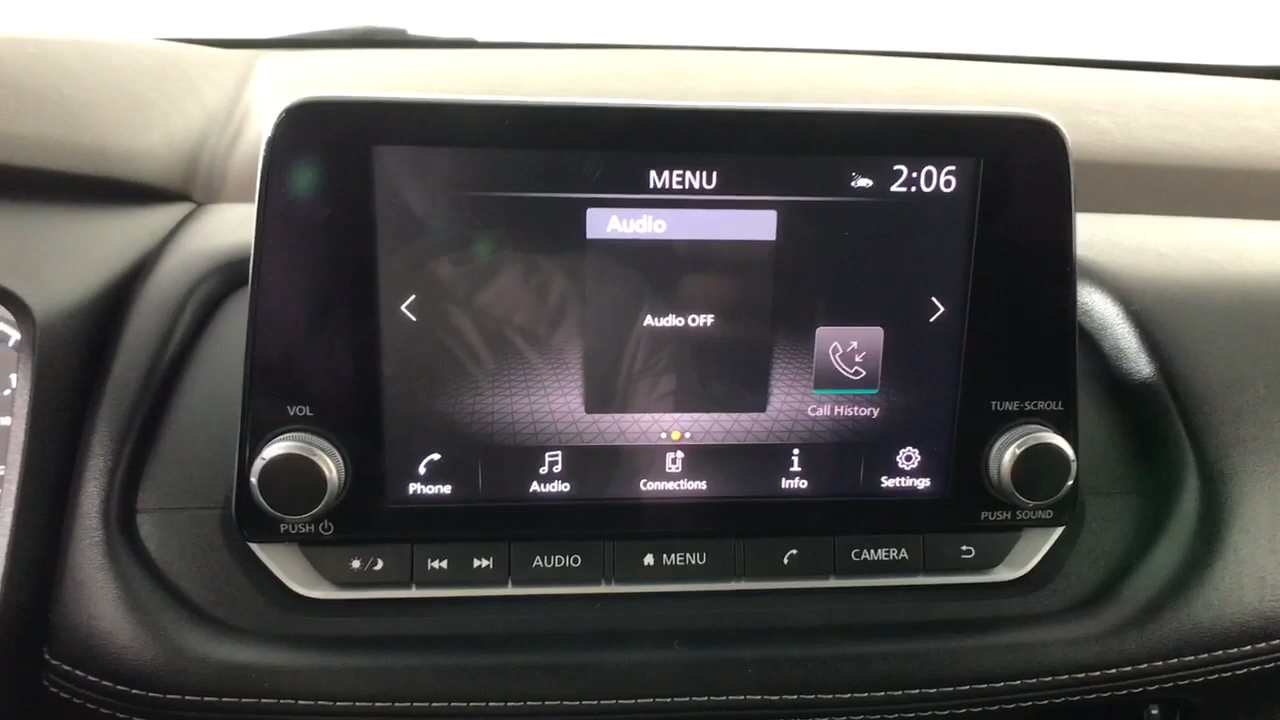 MENU
2:06
Audio
Audio OFF
Call History
VOL
TUNE·SCROLL
Phone
Audio
Connections
Info
Settings
PUSH
PUSH SOUND
AUDIO
MENU
CAMERA